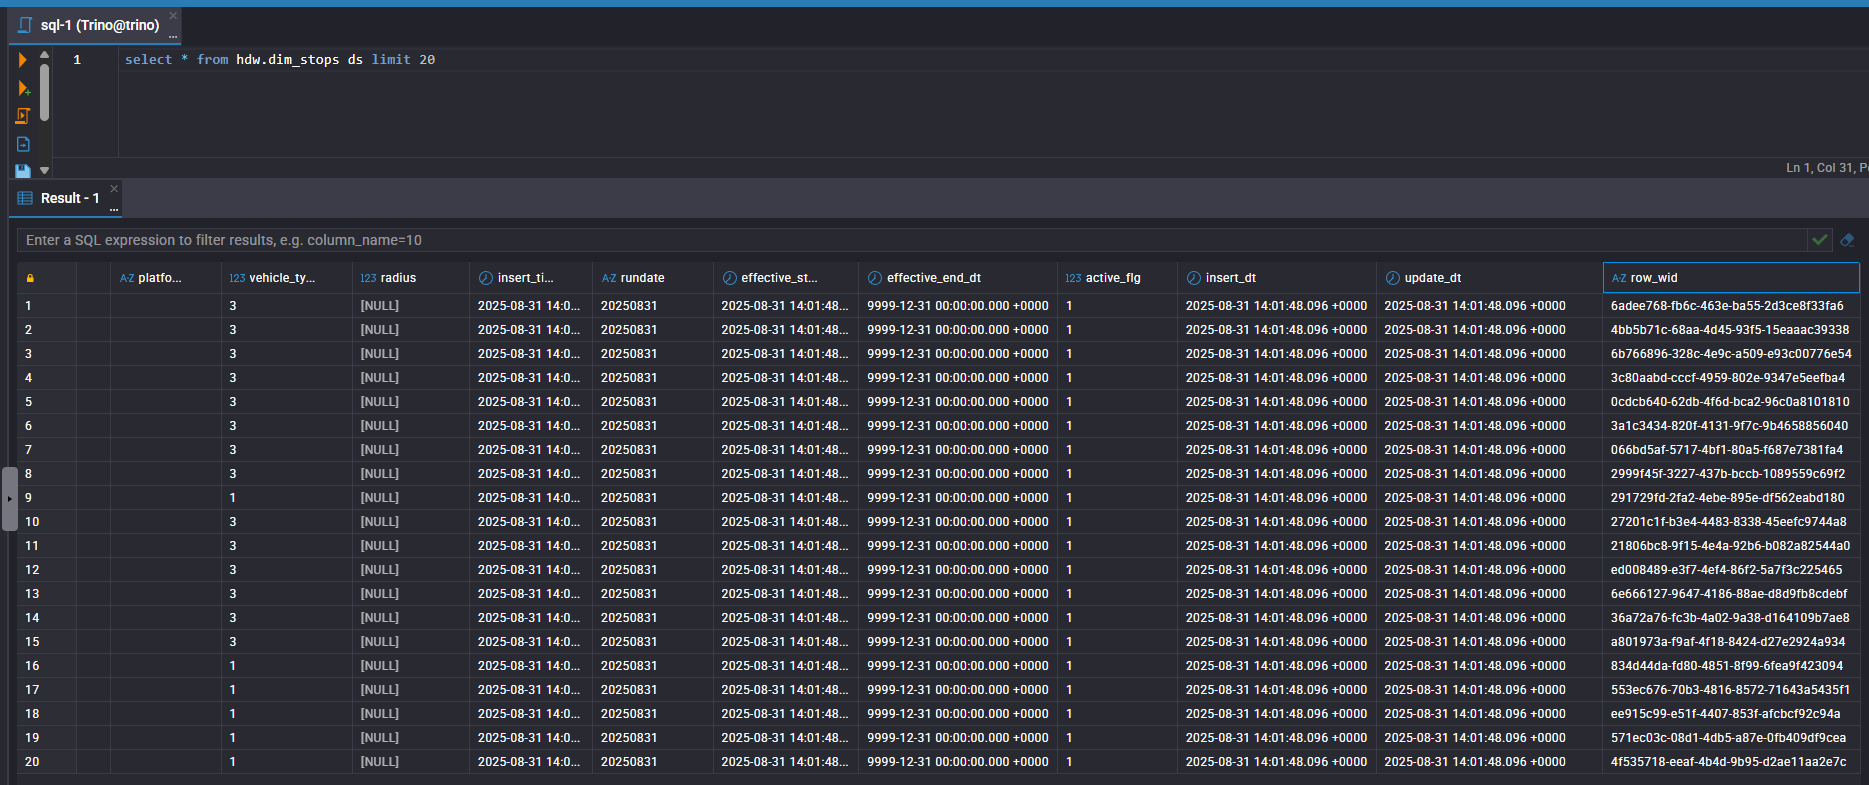 sql-1 (Trino@trino)
1 select * from hdw.dim_stops ds limit 20
Ln 1, Col 31,
Result - 1
Enter a SQL expression to filter results, e.g. column_name=10
A-Z platfo... 123 vehicle_ty... 123 radius insert_ti... A-Z rundate effective_st... effective_end_dt 123 active_flg insert_dt update_dt A-Z row_wid
1 3 [NULL] 2025-08-31 14:0... 20250831 2025-08-31 14:01:48... 9999-12-31 00:00:00.000 +0000 1 2025-08-31 14:01:48.096 +0000 2025-08-31 14:01:48.096 +0000 6adee768-fb6c-463e-ba55-2d3ce8f33fa6
2 3 [NULL] 2025-08-31 14:0... 20250831 2025-08-31 14:01:48... 9999-12-31 00:00:00.000 +0000 1 2025-08-31 14:01:48.096 +0000 2025-08-31 14:01:48.096 +0000 4bb5b71c-68aa-4d45-93f5-15eaaac39338
3 3 [NULL] 2025-08-31 14:0... 20250831 2025-08-31 14:01:48... 9999-12-31 00:00:00.000 +0000 1 2025-08-31 14:01:48.096 +0000 2025-08-31 14:01:48.096 +0000 6b766896-328c-4e9c-a509-e93c00776e54
4 3 [NULL] 2025-08-31 14:0... 20250831 2025-08-31 14:01:48... 9999-12-31 00:00:00.000 +0000 1 2025-08-31 14:01:48.096 +0000 2025-08-31 14:01:48.096 +0000 3c80aabd-cccf-4959-802e-9347e5eefba4
5 3 [NULL] 2025-08-31 14:0... 20250831 2025-08-31 14:01:48... 9999-12-31 00:00:00.000 +0000 1 2025-08-31 14:01:48.096 +0000 2025-08-31 14:01:48.096 +0000 0cdcb640-62db-4f6d-bca2-96c0a8101810
6 3 [NULL] 2025-08-31 14:0... 20250831 2025-08-31 14:01:48... 9999-12-31 00:00:00.000 +0000 1 2025-08-31 14:01:48.096 +0000 2025-08-31 14:01:48.096 +0000 3a1c3434-820f-4131-9f7c-9b4658856040
7 3 [NULL] 2025-08-31 14:0... 20250831 2025-08-31 14:01:48... 9999-12-31 00:00:00.000 +0000 1 2025-08-31 14:01:48.096 +0000 2025-08-31 14:01:48.096 +0000 066bd5af-5717-4bf1-80a5-f687e7381fa4
8 3 [NULL] 2025-08-31 14:0... 20250831 2025-08-31 14:01:48... 9999-12-31 00:00:00.000 +0000 1 2025-08-31 14:01:48.096 +0000 2025-08-31 14:01:48.096 +0000 2999f45f-3227-437b-bccb-1089559c69f2
9 1 [NULL] 2025-08-31 14:0... 20250831 2025-08-31 14:01:48... 9999-12-31 00:00:00.000 +0000 1 2025-08-31 14:01:48.096 +0000 2025-08-31 14:01:48.096 +0000 291729fd-2fa2-4ebe-895e-df562eabd180
10 3 [NULL] 2025-08-31 14:0... 20250831 2025-08-31 14:01:48... 9999-12-31 00:00:00.000 +0000 1 2025-08-31 14:01:48.096 +0000 2025-08-31 14:01:48.096 +0000 27201c1f-b3e4-4483-8338-45eefc9744a8
11 3 [NULL] 2025-08-31 14:0... 20250831 2025-08-31 14:01:48... 9999-12-31 00:00:00.000 +0000 1 2025-08-31 14:01:48.096 +0000 2025-08-31 14:01:48.096 +0000 21806bc8-9f15-4e4a-92b6-b082a82544a0
12 3 [NULL] 2025-08-31 14:0... 20250831 2025-08-31 14:01:48... 9999-12-31 00:00:00.000 +0000 1 2025-08-31 14:01:48.096 +0000 2025-08-31 14:01:48.096 +0000 ed008489-e3f7-4ef4-86f2-5a7f3c225465
13 3 [NULL] 2025-08-31 14:0... 20250831 2025-08-31 14:01:48... 9999-12-31 00:00:00.000 +0000 1 2025-08-31 14:01:48.096 +0000 2025-08-31 14:01:48.096 +0000 6e666127-9647-4186-88ae-d8d9fb8cdebf
14 3 [NULL] 2025-08-31 14:0... 20250831 2025-08-31 14:01:48... 9999-12-31 00:00:00.000 +0000 1 2025-08-31 14:01:48.096 +0000 2025-08-31 14:01:48.096 +0000 36a72a76-fc3b-4a02-9a38-d164109b7ae8
15 3 [NULL] 2025-08-31 14:0... 20250831 2025-08-31 14:01:48... 9999-12-31 00:00:00.000 +0000 1 2025-08-31 14:01:48.096 +0000 2025-08-31 14:01:48.096 +0000 a801973a-f9af-4f18-8424-d27e2924a934
16 1 [NULL] 2025-08-31 14:0... 20250831 2025-08-31 14:01:48... 9999-12-31 00:00:00.000 +0000 1 2025-08-31 14:01:48.096 +0000 2025-08-31 14:01:48.096 +0000 834d44da-fd80-4851-8f99-6fea9f423094
17 1 [NULL] 2025-08-31 14:0... 20250831 2025-08-31 14:01:48... 9999-12-31 00:00:00.000 +0000 1 2025-08-31 14:01:48.096 +0000 2025-08-31 14:01:48.096 +0000 553ec676-70b3-4816-8572-71643a5435f1
18 1 [NULL] 2025-08-31 14:0... 20250831 2025-08-31 14:01:48... 9999-12-31 00:00:00.000 +0000 1 2025-08-31 14:01:48.096 +0000 2025-08-31 14:01:48.096 +0000 ee915c99-e51f-4407-853f-afcbcf92c94a
19 1 [NULL] 2025-08-31 14:0... 20250831 2025-08-31 14:01:48... 9999-12-31 00:00:00.000 +0000 1 2025-08-31 14:01:48.096 +0000 2025-08-31 14:01:48.096 +0000 571ec03c-08d1-4db5-a87e-0fb409df9cea
20 1 [NULL] 2025-08-31 14:0... 20250831 2025-08-31 14:01:48... 9999-12-31 00:00:00.000 +0000 1 2025-08-31 14:01:48.096 +0000 2025-08-31 14:01:48.096 +0000 4f535718-eeaf-4b4d-9b95-d2ae11aa2e7c